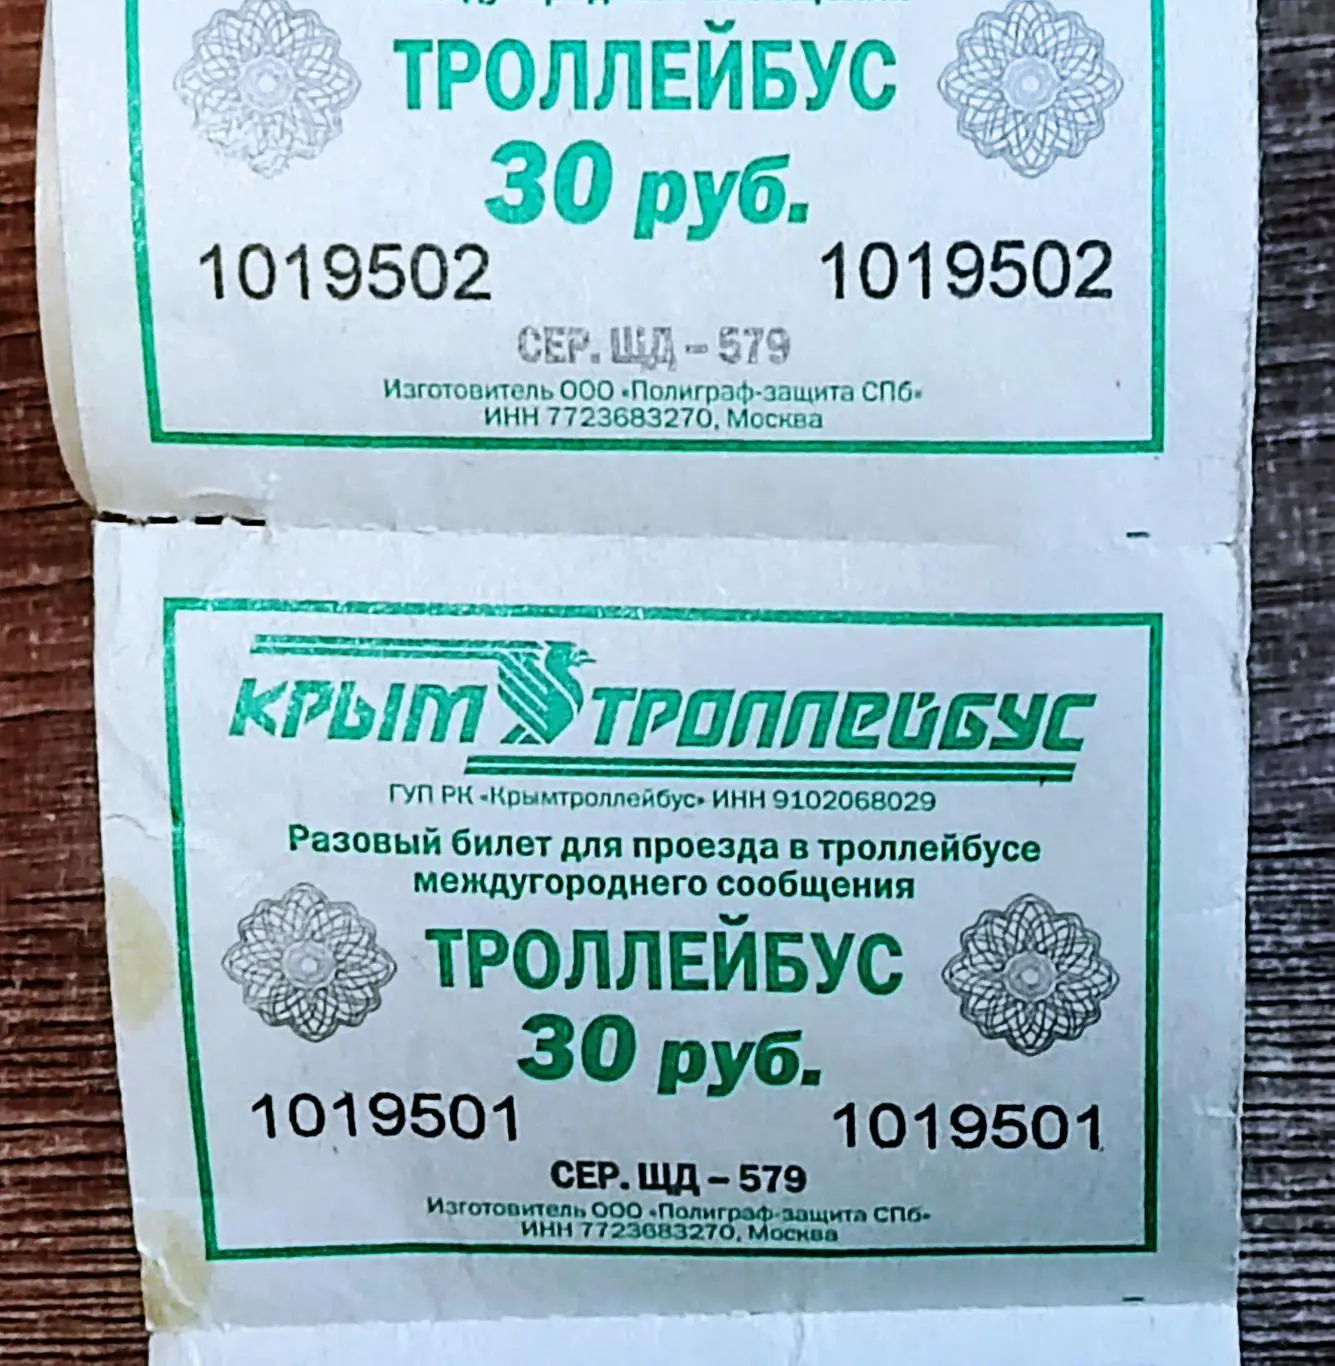 междугороднего сообщения
ТРОЛЛЕЙБУС
30 руб.
1019502 1019502
СЕР. ЩД – 579
Изготовитель ООО «Полиграф-защита СПб»
ИНН 7723683270, Москва
КРЫМ ТРОЛЛЕЙБУС
ГУП РК «Крымтроллейбус» ИНН 9102068029
Разовый билет для проезда в троллейбусе
междугороднего сообщения
ТРОЛЛЕЙБУС
30 руб.
1019501 1019501
СЕР. ЩД – 579
Изготовитель ООО «Полиграф-защита СПб»
ИНН 7723683270, Москва